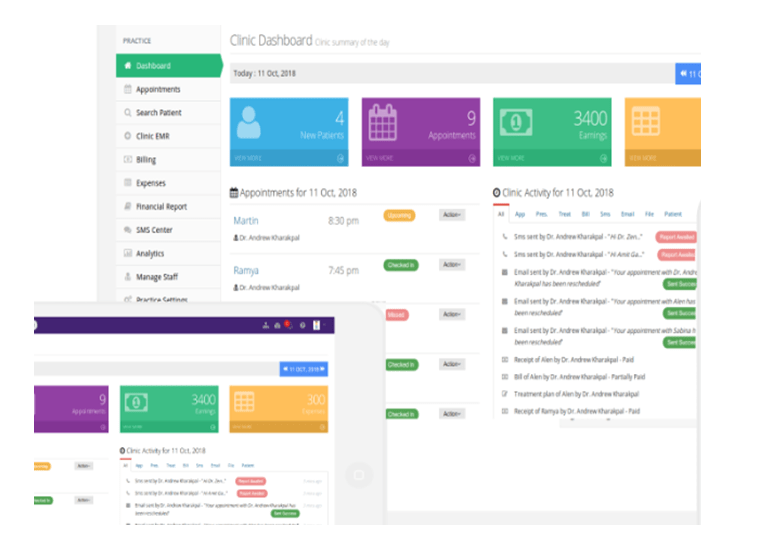 PRACTICE
Dashboard
Appointments
Search Patient
Clinic EMR
Billing
Expenses
Financial Report
SMS Center
Analytics
Manage Staff
Practice Settings
Clinic Dashboard Clinic summary of the day
Today : 11 Oct, 2018
11 O
4
New Patients
VIEW MORE
9
Appointments
VIEW MORE
3400
Earnings
VIEW MORE
VIEW MORE
Appointments for 11 Oct, 2018
Martin 8:30 pm Upcoming Action
Dr. Andrew Kharakpal
Ramya 7:45 pm Checked In Action
Dr. Andrew Kharakpal
Missed Action
Checked In Action
Checked In Action
Clinic Activity for 11 Oct, 2018
All App Pres. Treat Bill Sms Email File Patient
Sms sent by Dr. Andrew Kharakpal - "Hi Dr. Zen.." Report Awaited
Sms sent by Dr. Andrew Kharakpal - "Hi Amit Ga..." Report Awaite
Email sent by Dr. Andrew Kharakpal - "Your appointment with Dr. Andre
Kharakpal has been rescheduled" Sent Succes
Email sent by Dr. Andrew Kharakpal - "Your appointment with Alen has
been rescheduled" Sent Succes
Email sent by Dr. Andrew Kharakpal - "Your appointment with Sabina h
been rescheduled" Sent Succes
Receipt of Alen by Dr. Andrew Kharakpal - Paid
Bill of Alen by Dr. Andrew Kharakpal - Partially Paid
Treatment plan of Alen by Dr. Andrew Kharakpal
Receipt of Ramya by Dr. Andrew Kharakpal - Paid
11 OCT, 2018
9
Appointments
3400
Earnings
300
Expenses
Clinic Activity for 11 Oct, 2018
All App Pres. Treat Bill Sms Email File Patient
Upcoming Action
Sms sent by Dr. Andrew Kharakpal - "Hi Dr. Zen.." Report Awaited
Sms sent by Dr. Andrew Kharakpal - "Hi Amit Ga..." Report Awaited
Checked In Action
Email sent by Dr. Andrew Kharakpal - "Your appointment with Dr. Andrew Kharakpal has
been rescheduled" Sent Success